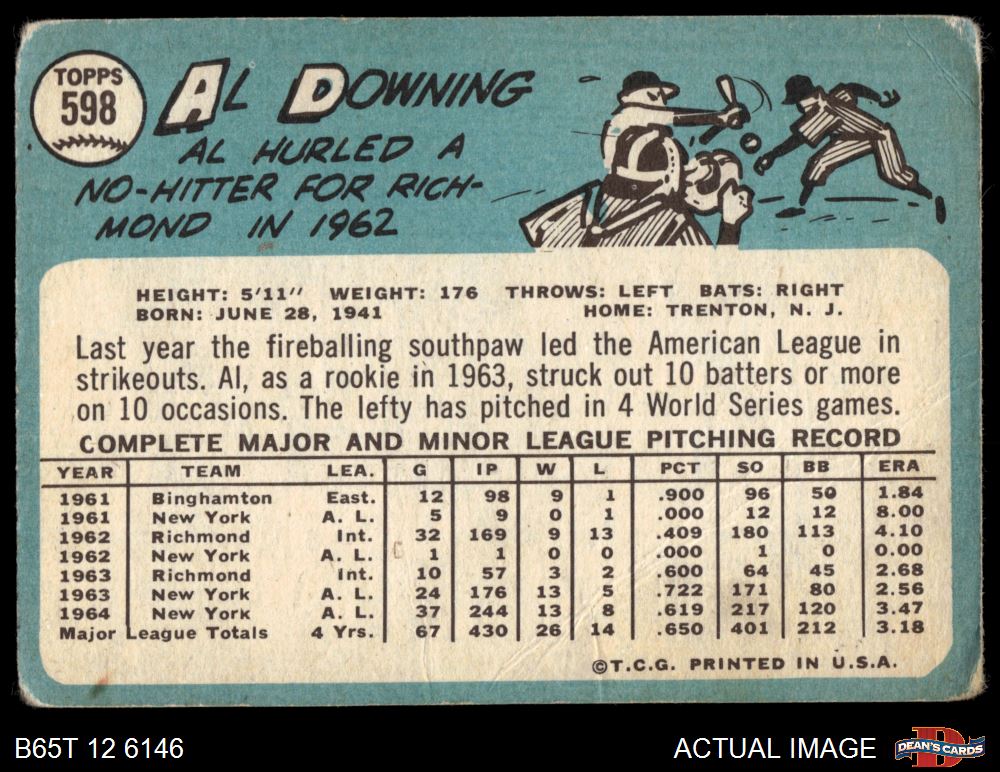 TOPPS
598
AL DOWNING
AL HURLED A
NO-HITTER FOR RICH-
MOND IN 1962
HEIGHT: 5'11" WEIGHT: 176 THROWS: LEFT BATS: RIGHT
BORN: JUNE 28, 1941 HOME: TRENTON, N. J.
Last year the fireballing southpaw led the American League in
strikeouts. Al, as a rookie in 1963, struck out 10 batters or more
on 10 occasions. The lefty has pitched in 4 World Series games.
COMPLETE MAJOR AND MINOR LEAGUE PITCHING RECORD
YEAR TEAM LEA. G IP W L PCT SO BB ERA
1961 Binghamton East. 12 98 9 1 .900 96 50 1.84
1961 New York A. L. 5 9 0 1 .000 12 12 8.00
1962 Richmond Int. 32 169 9 13 .409 180 113 4.10
1962 New York A. L. 1 1 0 0 .000 1 0 0.00
1963 Richmond Int. 10 57 3 2 .600 64 45 2.68
1963 New York A. L. 24 176 13 5 .722 171 80 2.56
1964 New York A. L. 37 244 13 8 .619 217 120 3.47
Major League Totals 4 Yrs. 67 430 26 14 .650 401 212 3.18
©T.C.G. PRINTED IN U.S.A.
B65T 12 6146
ACTUAL IMAGE
D
DEAN'S CARDS